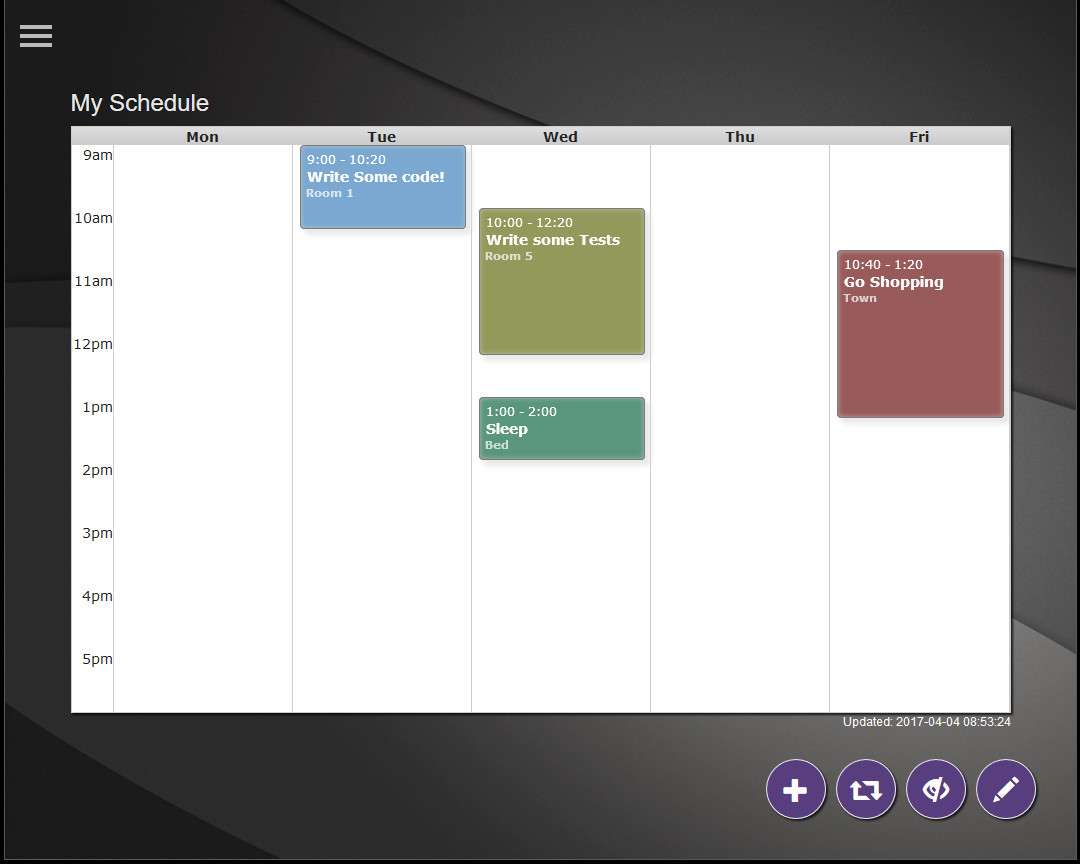 My Schedule
Mon Tue Wed Thu Fri
9am
10am
11am
12pm
1pm
2pm
3pm
4pm
5pm
9:00 - 10:20
Write Some code!
Room 1
10:00 - 12:20
Write some Tests
Room 5
1:00 - 2:00
Sleep
Bed
10:40 - 1:20
Go Shopping
Town
Updated: 2017-04-04 08:53:24